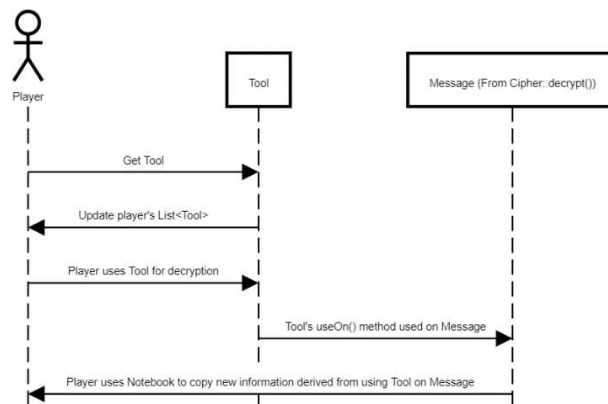 Player
Tool
Message (From Cipher::decrypt())
Get Tool
Update player's List<Tool>
Player uses Tool for decryption
Tool's useOn() method used on Message
Player uses Notebook to copy new information derived from using Tool on Message